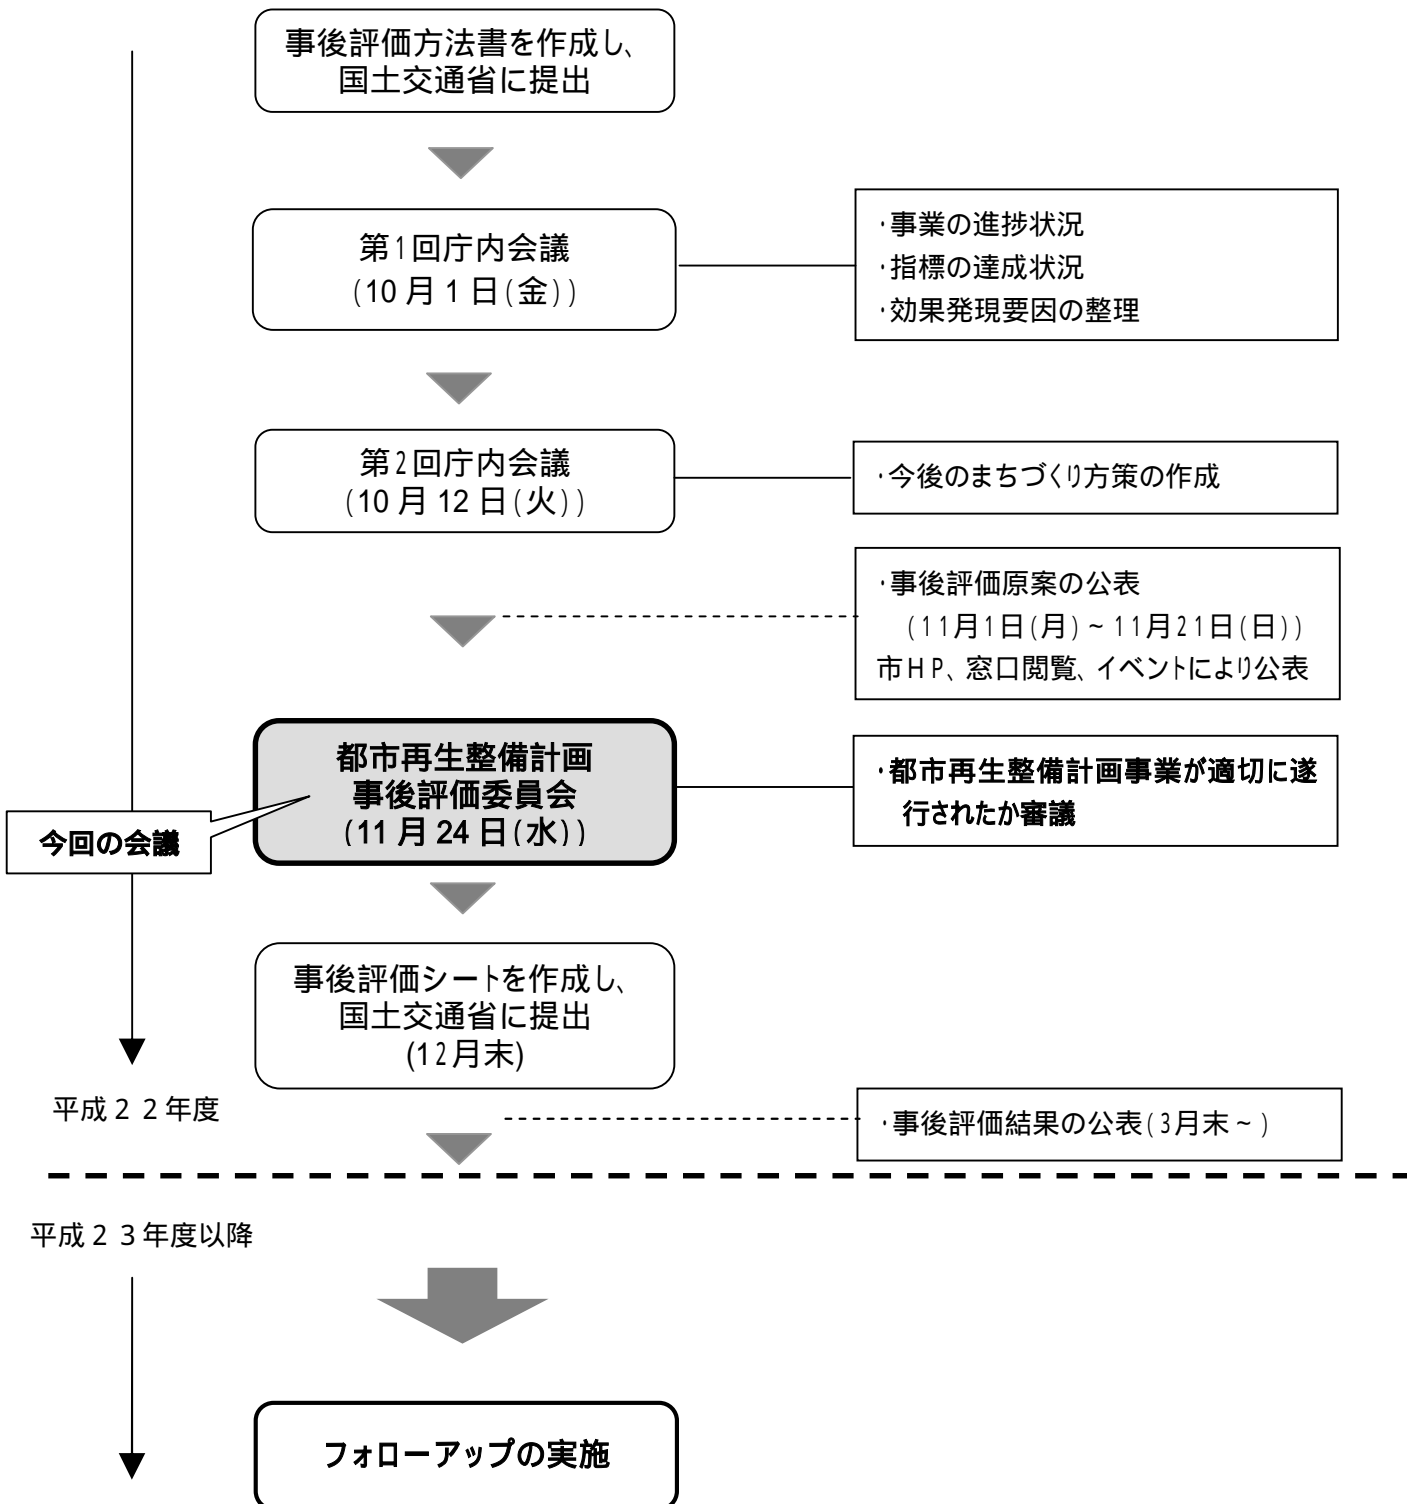 事後評価方法書を作成し、
国土交通省に提出
第1回庁内会議
(10月1日(金))
・事業の進捗状況
・指標の達成状況
・効果発現要因の整理
第2回庁内会議
(10月12日(火))
・今後のまちづくり方策の作成
・事後評価原案の公表
(11月1日(月)~11月21日(日))
市HP、窓口閲覧、イベントにより公表
都市再生整備計画
事後評価委員会
(11月24日(水))
・都市再生整備計画事業が適切に遂
行されたか審議
今回の会議
事後評価シートを作成し、
国土交通省に提出
(12月末)
平成22年度
・事後評価結果の公表(3月末~)
平成23年度以降
フォローアップの実施